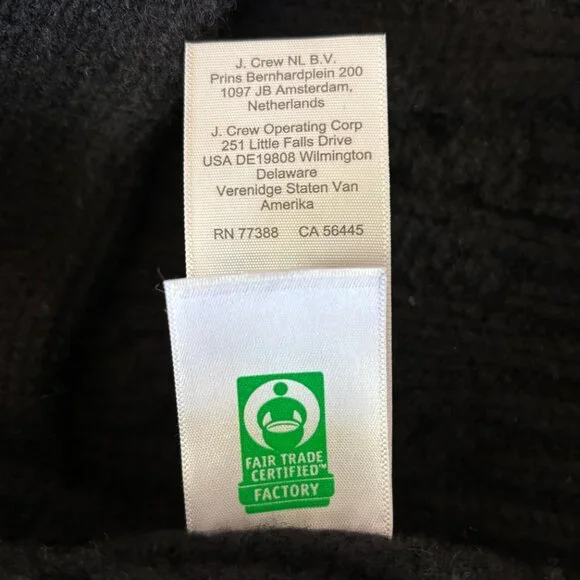 J. Crew NL B.V.
Prins Bernhardplein 200
1097 JB Amsterdam,
Netherlands
J. Crew Operating Corp
251 Little Falls Drive
USA DE19808 Wilmington
Delaware
Verenidge Staten Van
Amerika
RN 77388 CA 56445
FAIR TRADE
CERTIFIED™
FACTORY